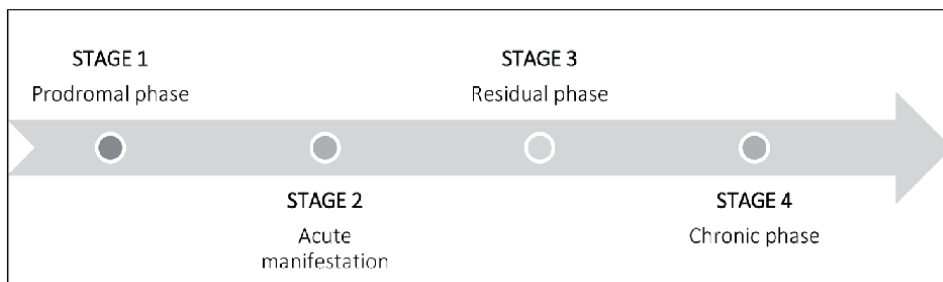 STAGE 1
Prodromal phase
STAGE 2
Acute
manifestation
STAGE 3
Residual phase
STAGE 4
Chronic phase